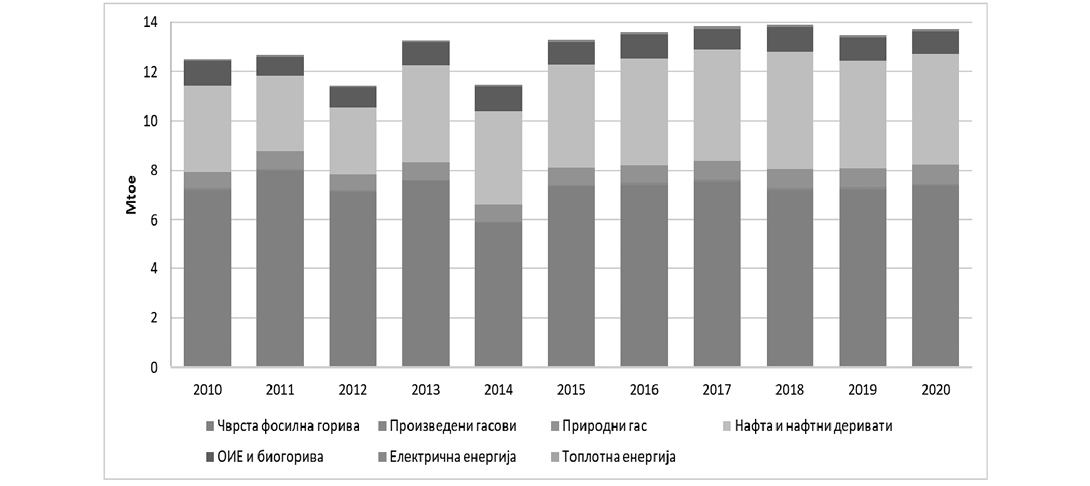 14
12
10
8
6
4
2
0
Mtoe
2010 2011 2012 2013 2014 2015 2016 2017 2018 2019 2020
Чврста фосилна горива Произведени гасови Природни гас Нафта и нафтни деривати
ОИЕ и биогорива Електрична енергија Топлотна енергија